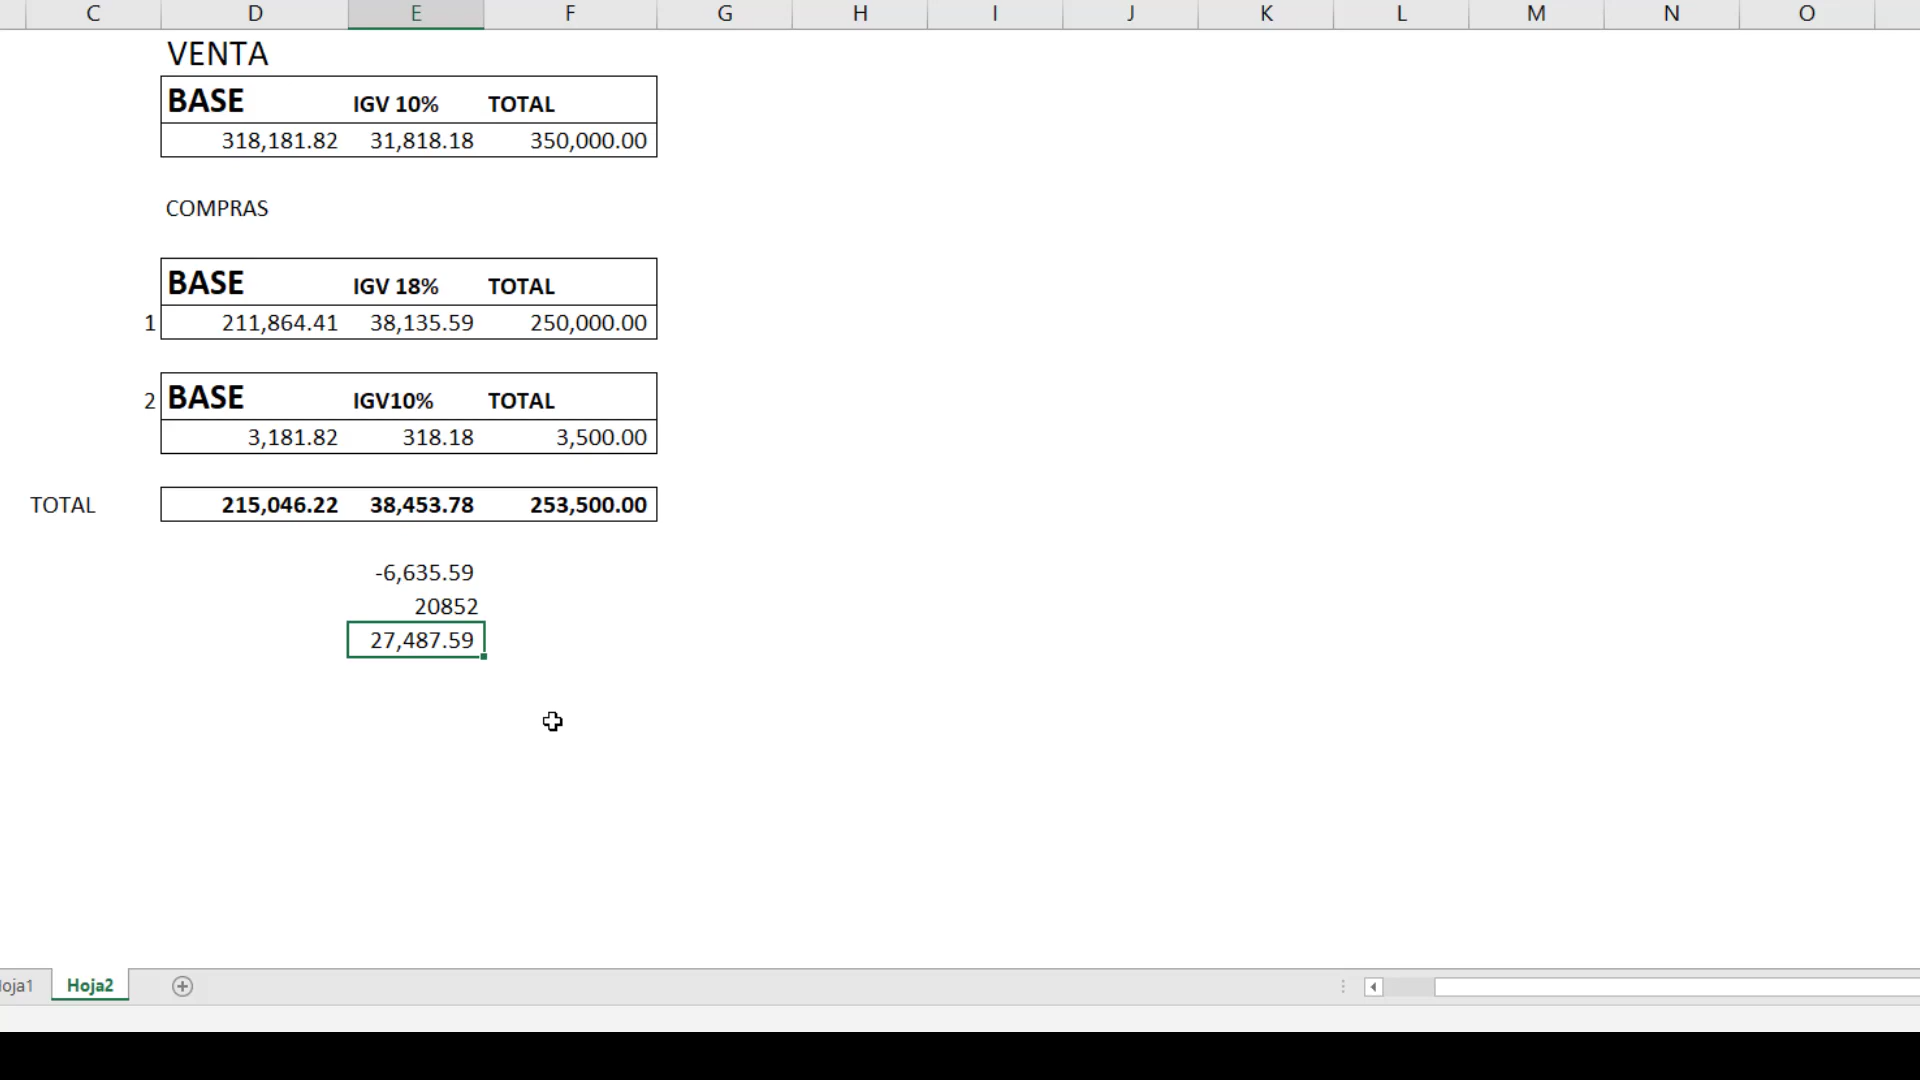 C D E F G H I J K L M N O
VENTA
BASE IGV 10% TOTAL
318,181.82 31,818.18 350,000.00
COMPRAS
BASE IGV 18% TOTAL
1 211,864.41 38,135.59 250,000.00
2 BASE IGV10% TOTAL
3,181.82 318.18 3,500.00
TOTAL 215,046.22 38,453.78 253,500.00
-6,635.59
20852
27,487.59
oja1 Hoja2